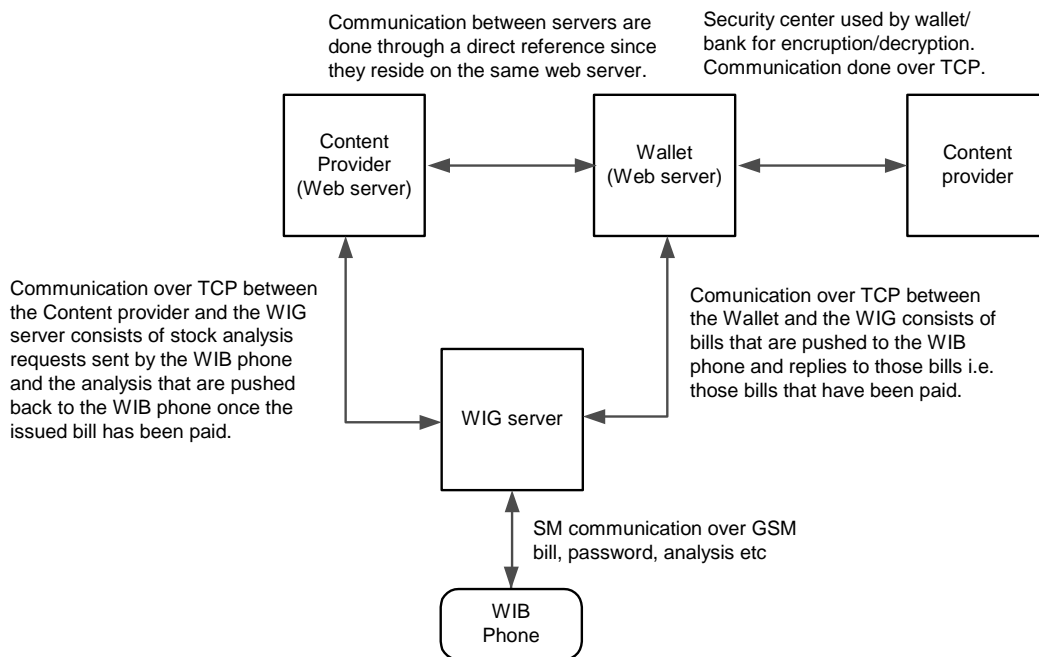 Communication between servers are
done through a direct reference since
they reside on the same web server.
Security center used by wallet/
bank for encruption/decryption.
Communication done over TCP.
Content
Provider
(Web server)
Wallet
(Web server)
Content
provider
Communication over TCP between
the Content provider and the WIG
server consists of stock analysis
requests sent by the WIB phone
and the analysis that are pushed
back to the WIB phone once the
issued bill has been paid.
Comunication over TCP between
the Wallet and the WIG consists of
bills that are pushed to the WIB
phone and replies to those bills i.e.
those bills that have been paid.
WIG server
SM communication over GSM
bill, password, analysis etc
WIB
Phone